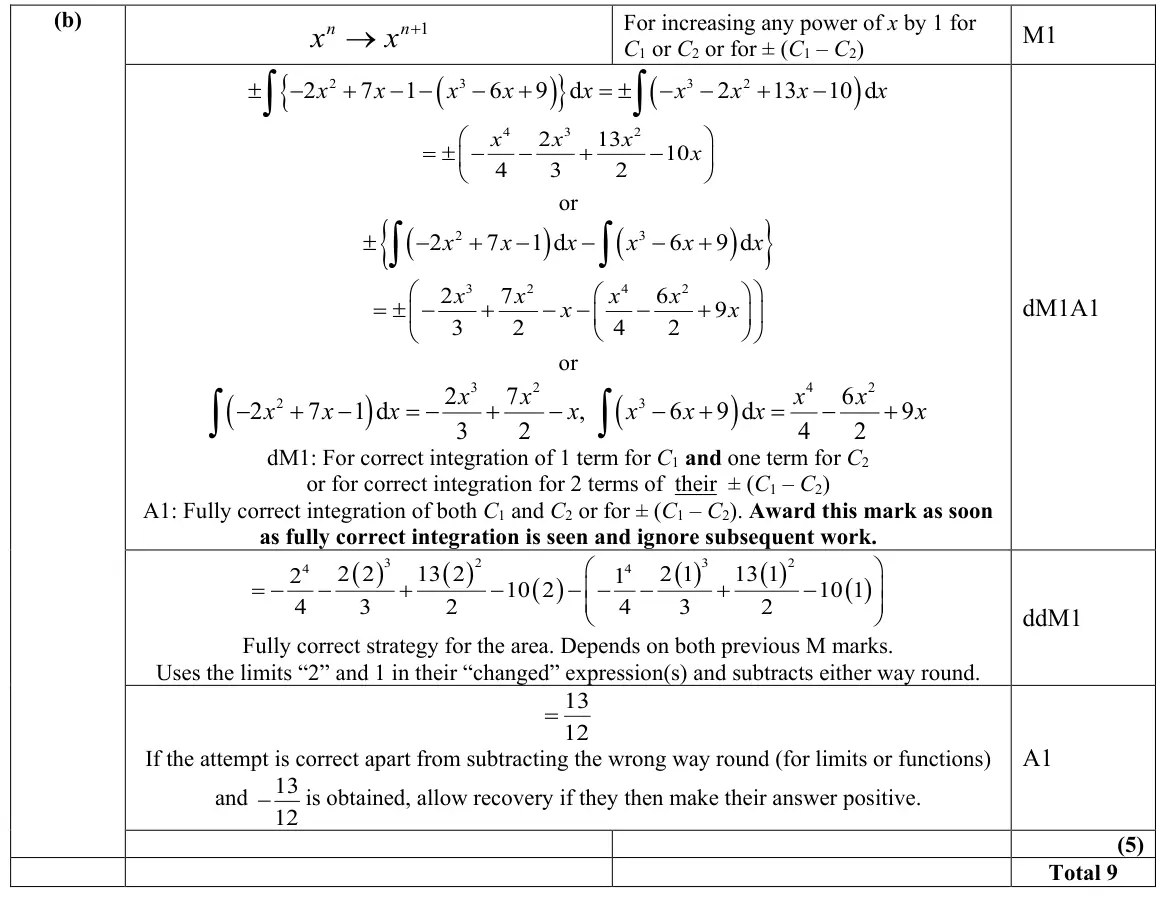 (b)
xⁿ → xⁿ⁺¹
For increasing any power of x by 1 for
C₁ or C₂ or for ± (C₁ – C₂)
M1
±∫{−2x² + 7x − 1 − (x³ − 6x + 9)}dx = ±∫(−x³ − 2x² + 13x − 10)dx
= ±(− x⁴/4 − 2x³/3 + 13x²/2 − 10x)
or
±{∫(−2x² + 7x − 1)dx − ∫(x³ − 6x + 9)dx}
= ±(− 2x³/3 + 7x²/2 − x − (x⁴/4 − 6x²/2 + 9x))
or
∫(−2x² + 7x − 1)dx = − 2x³/3 + 7x²/2 − x, ∫(x³ − 6x + 9)dx = x⁴/4 − 6x²/2 + 9x
dM1: For correct integration of 1 term for C₁ and one term for C₂
or for correct integration for 2 terms of their ± (C₁ – C₂)
A1: Fully correct integration of both C₁ and C₂ or for ± (C₁ – C₂). Award this mark as soon
as fully correct integration is seen and ignore subsequent work.
dM1A1
= − 2⁴/4 − 2(2)³/3 + 13(2)²/2 − 10(2) − (− 1⁴/4 − 2(1)³/3 + 13(1)²/2 − 10(1))
Fully correct strategy for the area. Depends on both previous M marks.
Uses the limits “2” and 1 in their “changed” expression(s) and subtracts either way round.
ddM1
= 13/12
If the attempt is correct apart from subtracting the wrong way round (for limits or functions)
and − 13/12 is obtained, allow recovery if they then make their answer positive.
A1
(5)
Total 9